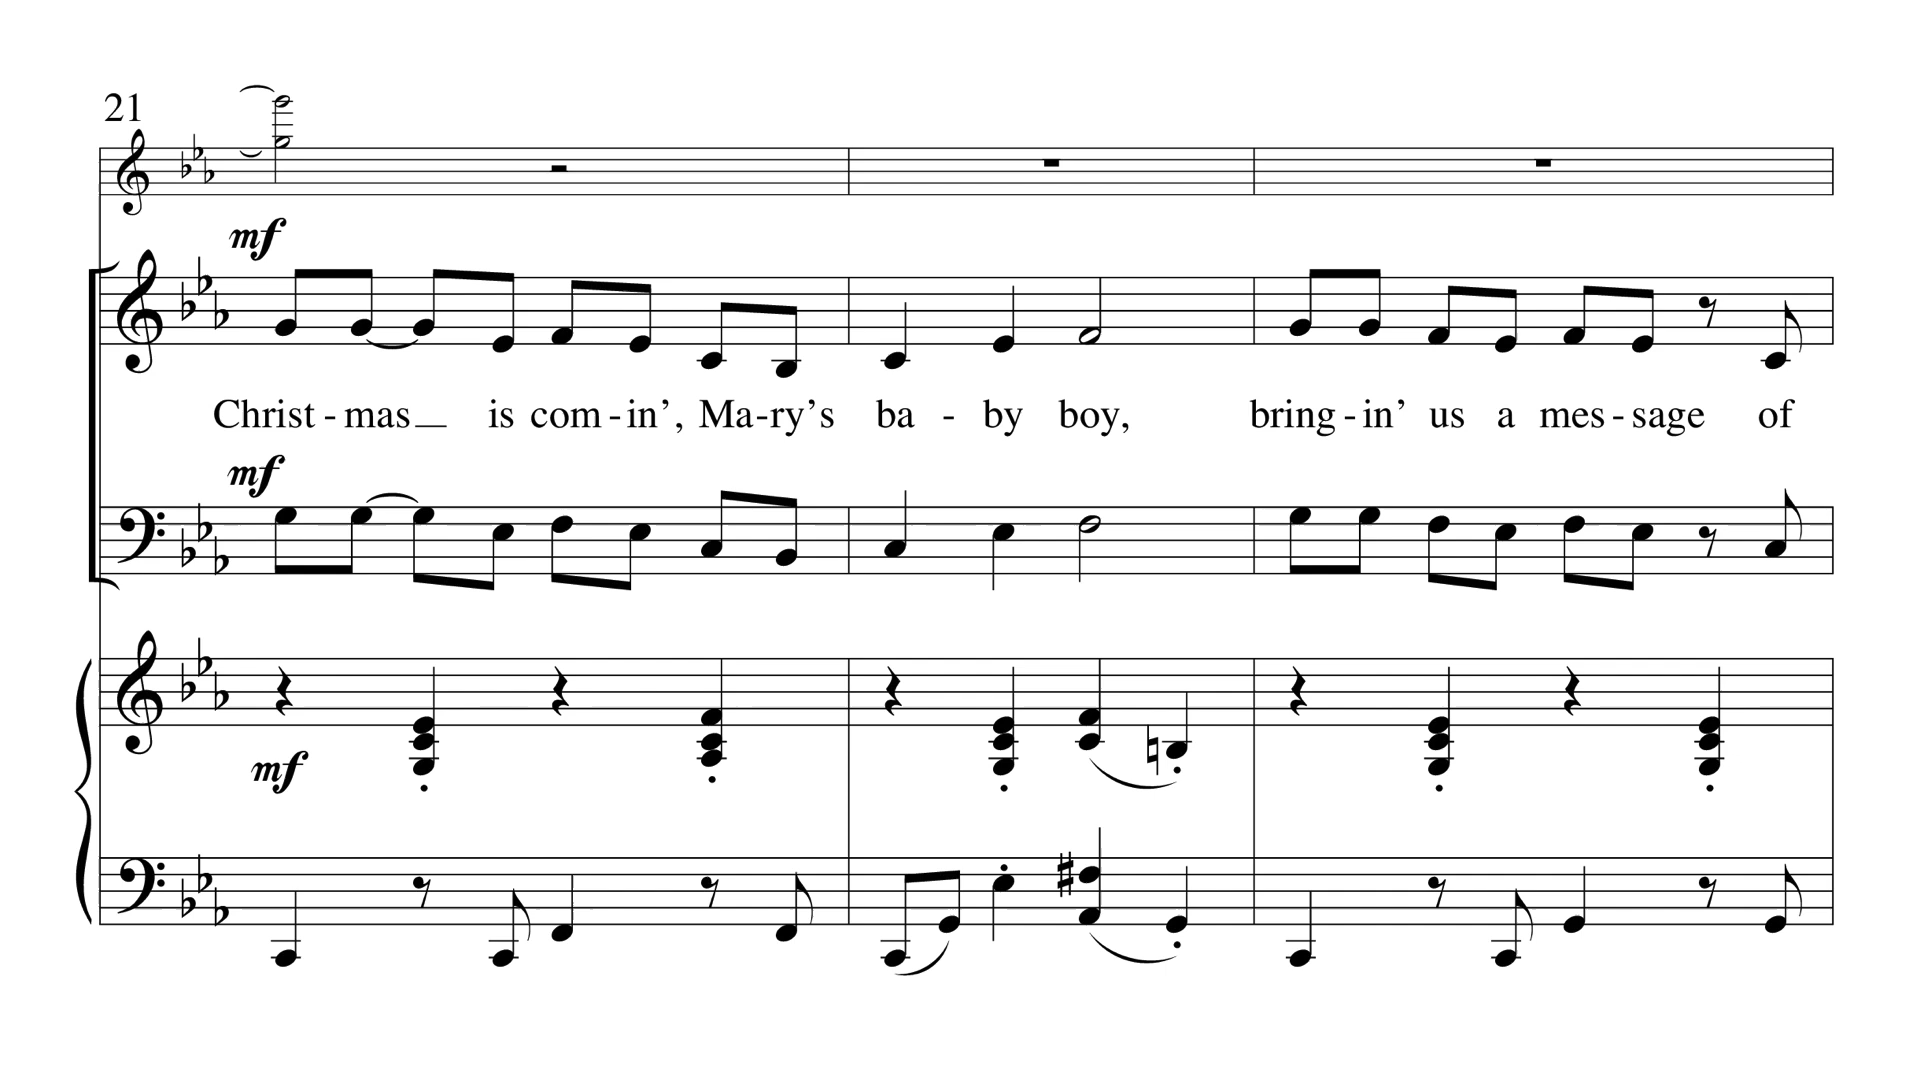 21
mf
Christ - mas is com - in', Ma - ry's ba - by boy, bring - in' us a mes - sage of
mf
mf